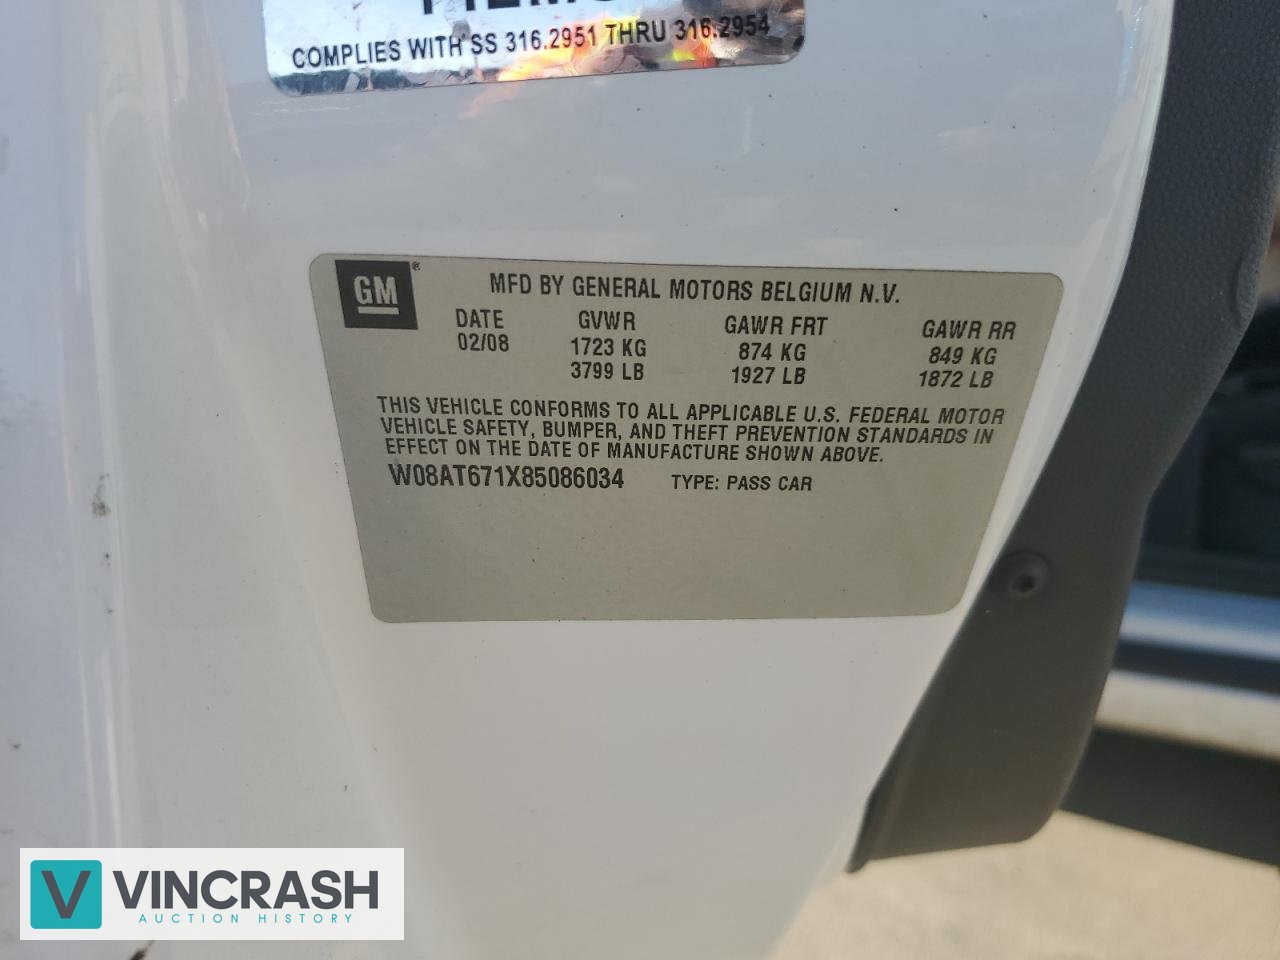 COMPLIES WITH SS 316.2951 THRU 316.2954
GM®
MFD BY GENERAL MOTORS BELGIUM N.V.
DATE GVWR GAWR FRT GAWR RR
02/08 1723 KG 874 KG 849 KG
3799 LB 1927 LB 1872 LB
THIS VEHICLE CONFORMS TO ALL APPLICABLE U.S. FEDERAL MOTOR
VEHICLE SAFETY, BUMPER, AND THEFT PREVENTION STANDARDS IN
EFFECT ON THE DATE OF MANUFACTURE SHOWN ABOVE.
W08AT671X85086034 TYPE: PASS CAR
V VINCRASH
AUCTION HISTORY